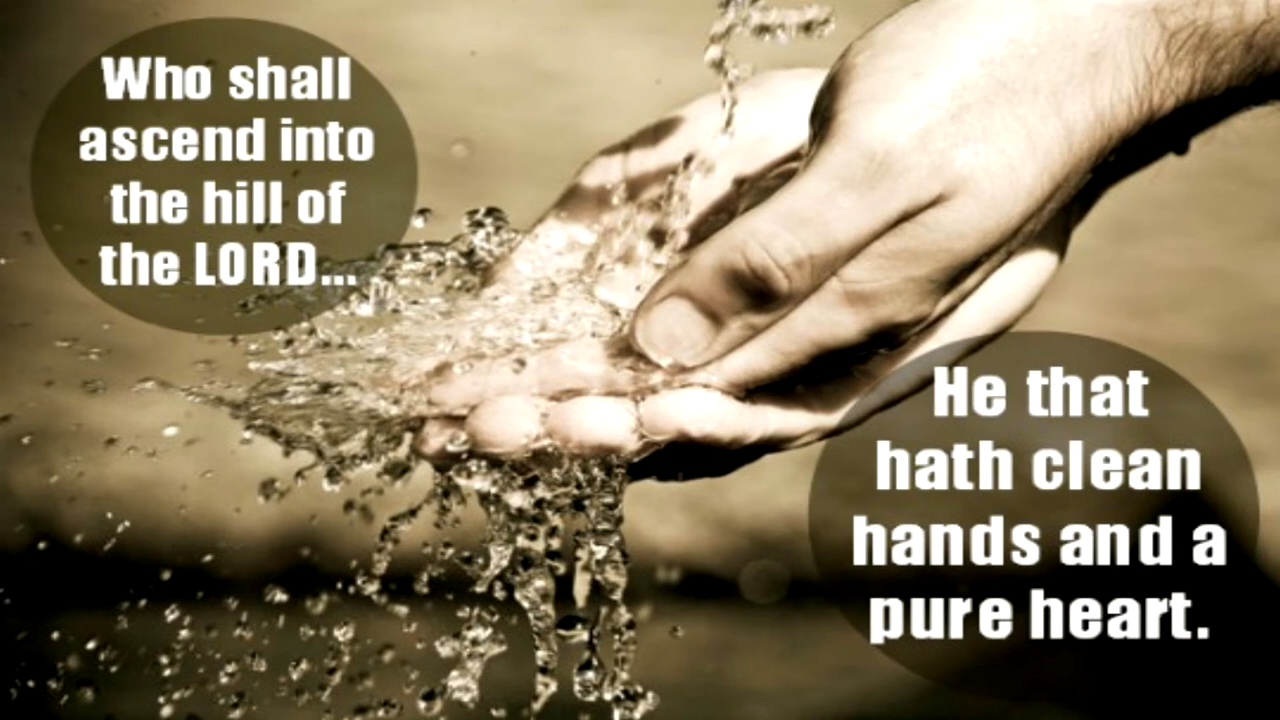 Who shall
ascend into
the hill of
the LORD...
He that
hath clean
hands and a
pure heart.